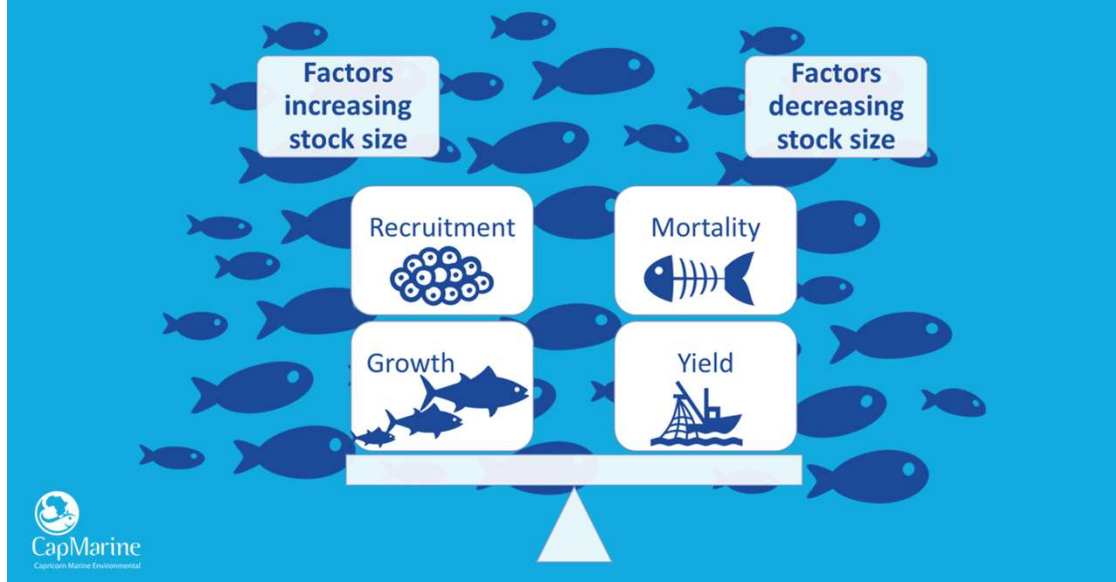 Factors
increasing
stock size
Factors
decreasing
stock size
Recruitment
Mortality
Growth
Yield
CapMarine
Capricorn Marine Environmental